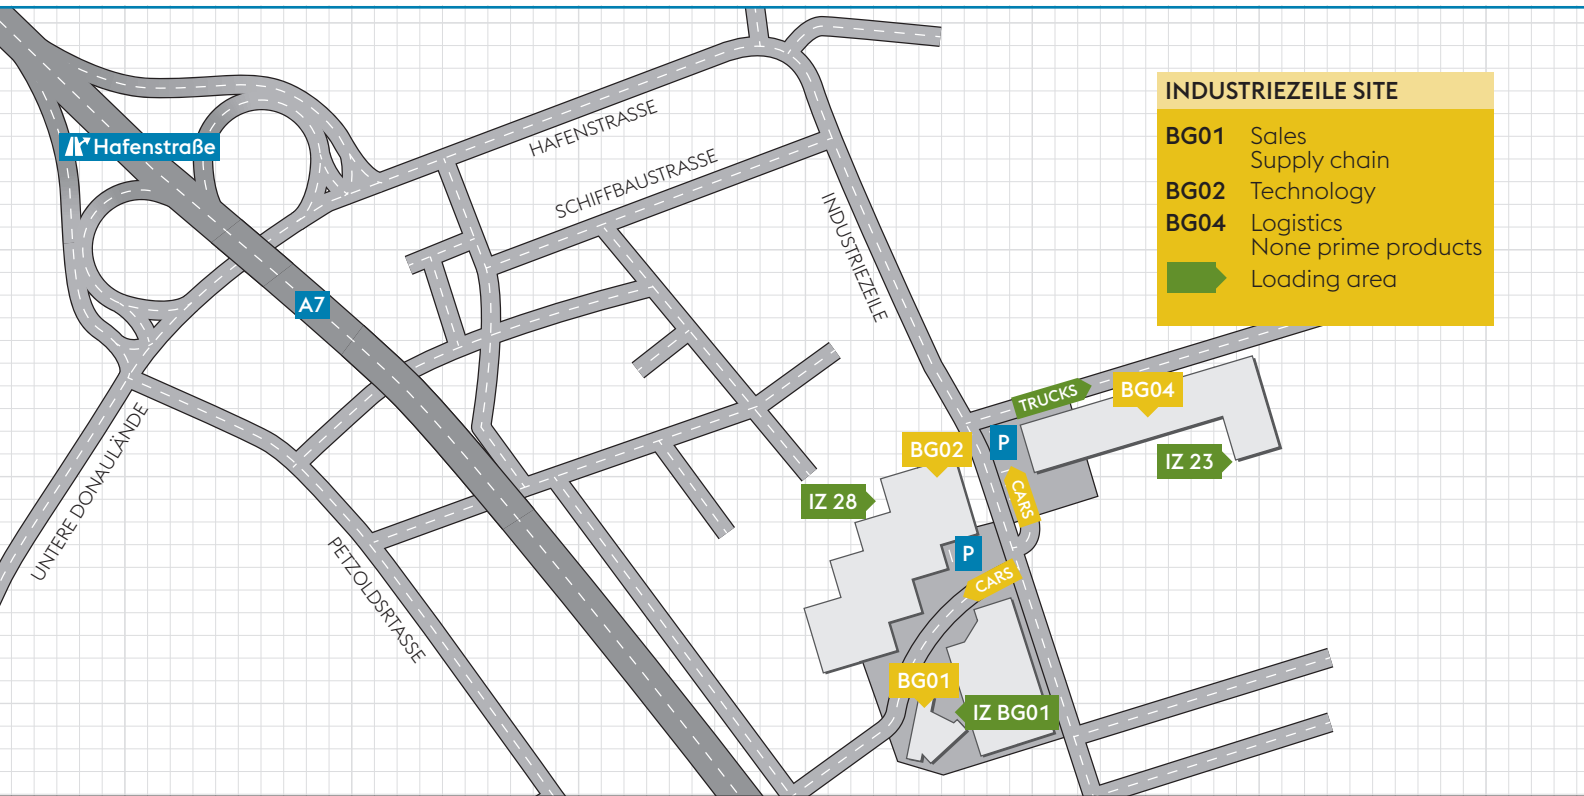 INDUSTRIEZEILE SITE
BG01 Sales
Supply chain
BG02 Technology
BG04 Logistics
None prime products
Loading area
Hafenstraße
HAFENSTRASSE
SCHIFFBAUSTRASSE
INDUSTRIEZEILE
A7
UNTERE DONAULÄNDE
PETZOLDSRTASSE
TRUCKS
BG04
P
BG02
IZ 23
IZ 28
CARS
P
CARS
BG01
IZ BG01